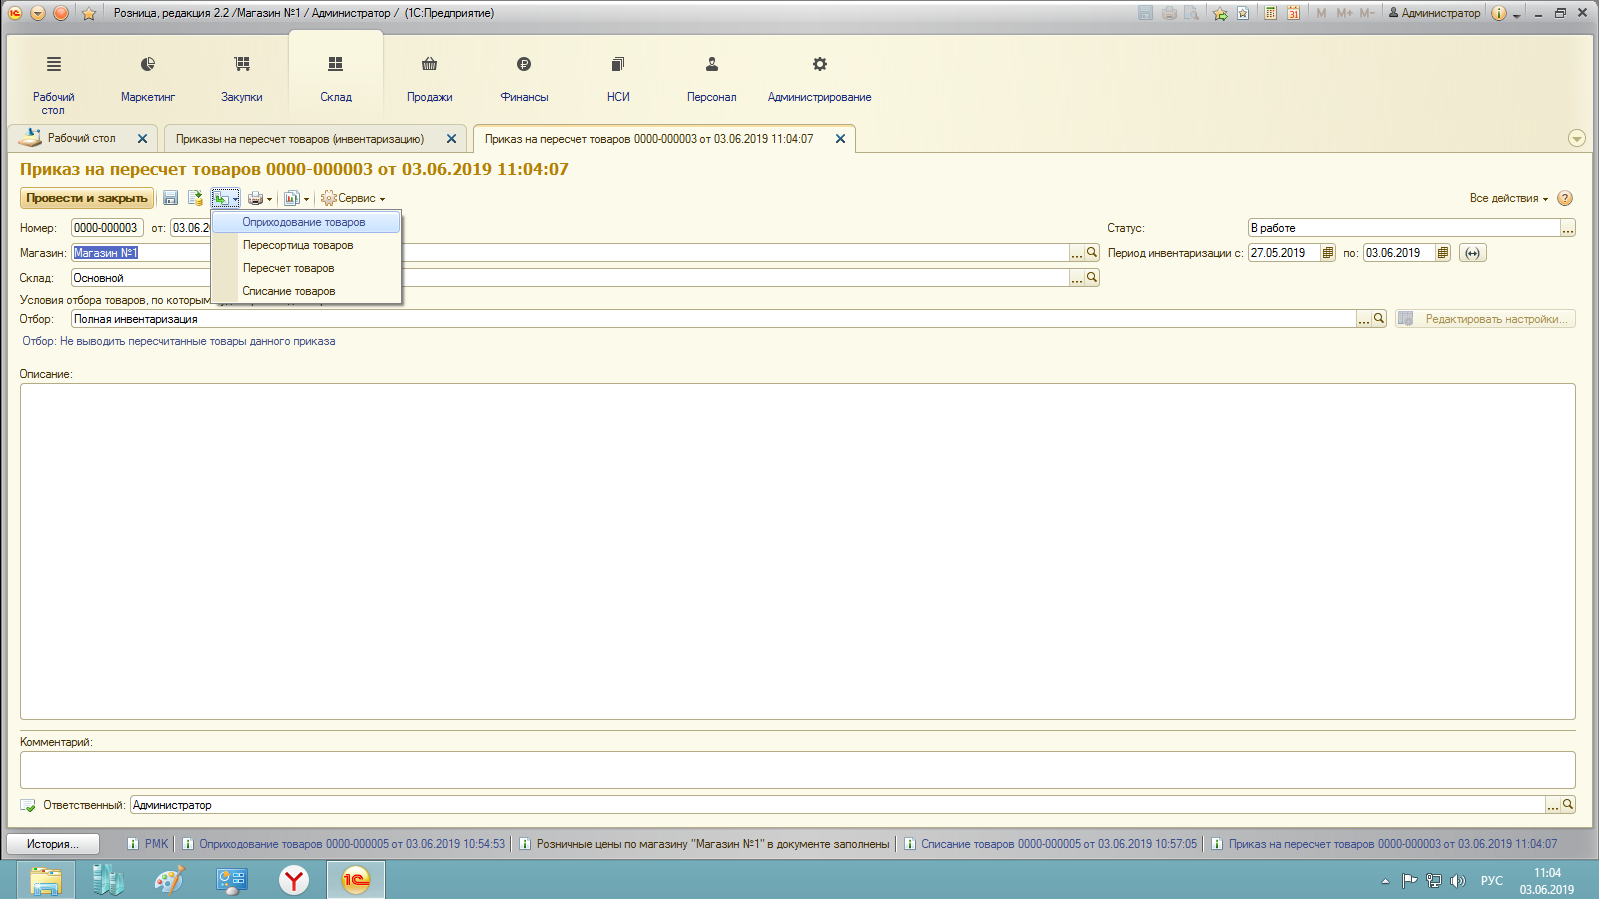 Розница, редакция 2.2 /Магазин №1 / Администратор / (1С:Предприятие)
31 M M+ M- Администратор
Рабочий стол
Маркетинг
Закупки
Склад
Продажи
Финансы
НСИ
Персонал
Администрирование
Рабочий стол
Приказы на пересчет товаров (инвентаризацию)
Приказ на пересчет товаров 0000-000003 от 03.06.2019 11:04:07
Приказ на пересчет товаров 0000-000003 от 03.06.2019 11:04:07
Провести и закрыть
Сервис
Все действия
?
Оприходование товаров
Пересортица товаров
Пересчет товаров
Списание товаров
Номер: 0000-000003 от: 03.06.2
Статус: В работе ...
Магазин: Магазин №1 ...
Период инвентаризации с: 27.05.2019 по: 03.06.2019
Склад: Основной ...
Условия отбора товаров, по которым
Отбор: Полная инвентаризация ...
Редактировать настройки...
Отбор: Не выводить пересчитанные товары данного приказа
Описание:
Комментарий:
Ответственный: Администратор ...
История...
РМК
Оприходование товаров 0000-000005 от 03.06.2019 10:54:53
Розничные цены по магазину "Магазин №1" в документе заполнены
Списание товаров 0000-000005 от 03.06.2019 10:57:05
Приказ на пересчет товаров 0000-000003 от 03.06.2019 11:04:07
РУС
11:04
03.06.2019